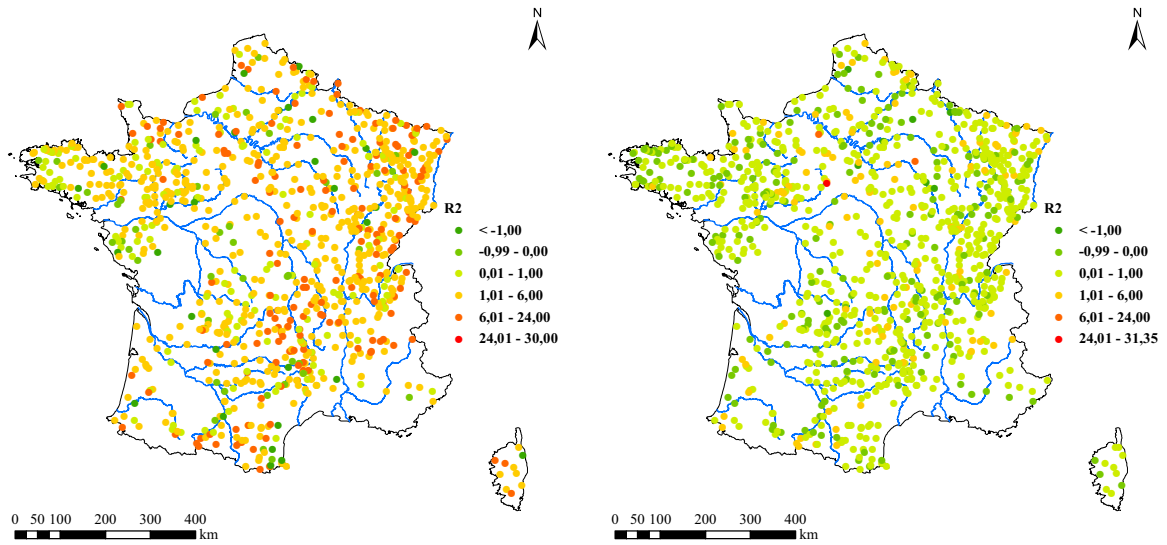 N
R2
< -1,00
-0,99 - 0,00
0,01 - 1,00
1,01 - 6,00
6,01 - 24,00
24,01 - 30,00
0 50 100 200 300 400
km
N
R2
< -1,00
-0,99 - 0,00
0,01 - 1,00
1,01 - 6,00
6,01 - 24,00
24,01 - 31,35
0 50 100 200 300 400
km